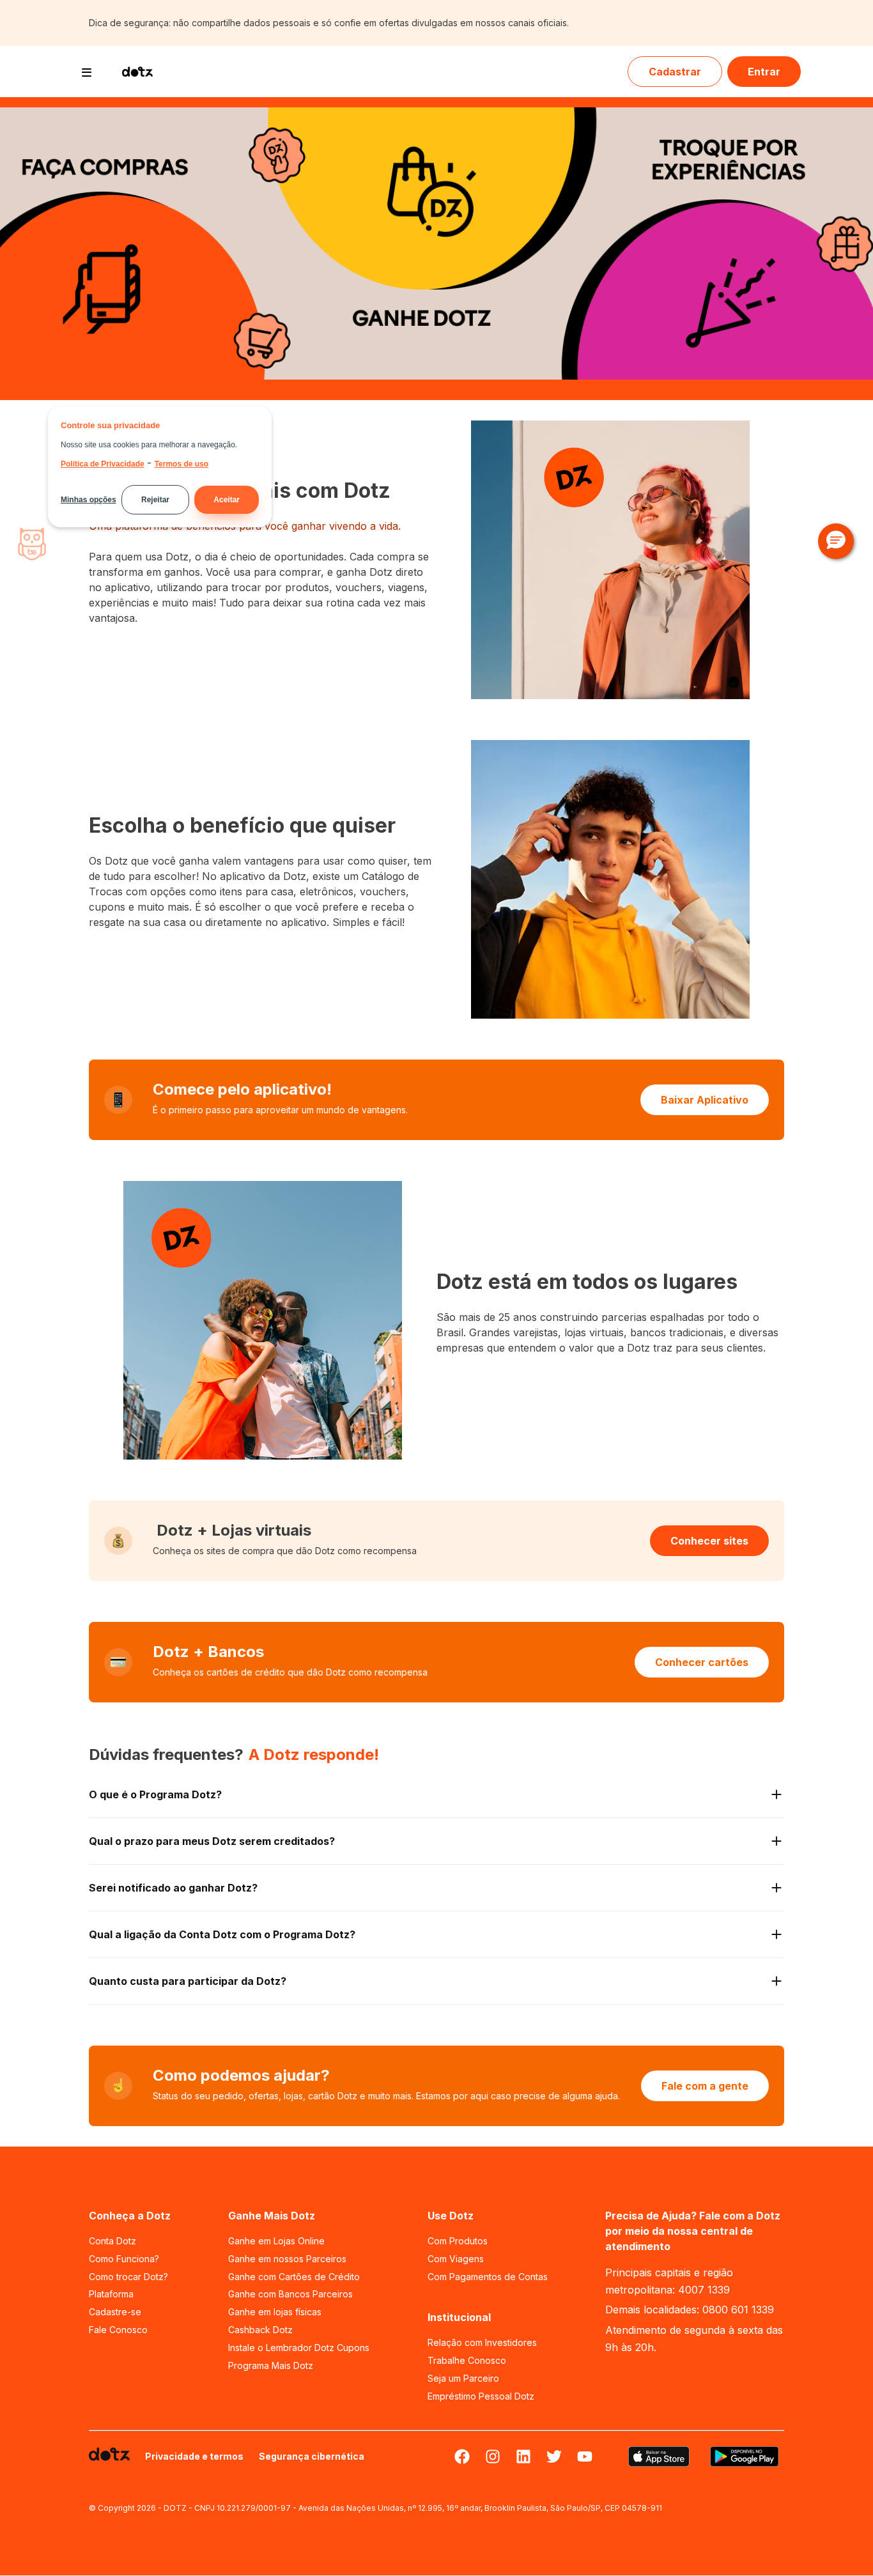 Dica de segurança: não compartilhe dados pessoais e só confie em ofertas divulgadas em nossos canais oficiais.
dotz
Cadastrar
Entrar
FAÇA COMPRAS
DZ
DZ
GANHE DOTZ
TROQUE POR
EXPERIÊNCIAS
Controle sua privacidade
Nosso site usa cookies para melhorar a navegação.
Política de Privacidade - Termos de uso
Minhas opções
Rejeitar
Aceitar
is com Dotz
Uma plataforma de benefícios para você ganhar vivendo a vida.
Para quem usa Dotz, o dia é cheio de oportunidades. Cada compra se
transforma em ganhos. Você usa para comprar, e ganha Dotz direto
no aplicativo, utilizando para trocar por produtos, vouchers, viagens,
experiências e muito mais! Tudo para deixar sua rotina cada vez mais
vantajosa.
DZ
Escolha o benefício que quiser
Os Dotz que você ganha valem vantagens para usar como quiser, tem
de tudo para escolher! No aplicativo da Dotz, existe um Catálogo de
Trocas com opções como itens para casa, eletrônicos, vouchers,
cupons e muito mais. É só escolher o que você prefere e receba o
resgate na sua casa ou diretamente no aplicativo. Simples e fácil!
Comece pelo aplicativo!
É o primeiro passo para aproveitar um mundo de vantagens.
Baixar Aplicativo
DZ
Dotz está em todos os lugares
São mais de 25 anos construindo parcerias espalhadas por todo o
Brasil. Grandes varejistas, lojas virtuais, bancos tradicionais, e diversas
empresas que entendem o valor que a Dotz traz para seus clientes.
Dotz + Lojas virtuais
Conheça os sites de compra que dão Dotz como recompensa
Conhecer sites
Dotz + Bancos
Conheça os cartões de crédito que dão Dotz como recompensa
Conhecer cartões
Dúvidas frequentes? A Dotz responde!
O que é o Programa Dotz?
Qual o prazo para meus Dotz serem creditados?
Serei notificado ao ganhar Dotz?
Qual a ligação da Conta Dotz com o Programa Dotz?
Quanto custa para participar da Dotz?
Como podemos ajudar?
Status do seu pedido, ofertas, lojas, cartão Dotz e muito mais. Estamos por aqui caso precise de alguma ajuda.
Fale com a gente
Conheça a Dotz
Conta Dotz
Como Funciona?
Como trocar Dotz?
Plataforma
Cadastre-se
Fale Conosco
Ganhe Mais Dotz
Ganhe em Lojas Online
Ganhe em nossos Parceiros
Ganhe com Cartões de Crédito
Ganhe com Bancos Parceiros
Ganhe em lojas físicas
Cashback Dotz
Instale o Lembrador Dotz Cupons
Programa Mais Dotz
Use Dotz
Com Produtos
Com Viagens
Com Pagamentos de Contas
Institucional
Relação com Investidores
Trabalhe Conosco
Seja um Parceiro
Empréstimo Pessoal Dotz
Precisa de Ajuda? Fale com a Dotz
por meio da nossa central de
atendimento
Principais capitais e região
metropolitana: 4007 1339
Demais localidades: 0800 601 1339
Atendimento de segunda à sexta das
9h às 20h.
dotz
Privacidade e termos
Segurança cibernética
Baixar na
App Store
DISPONÍVEL NO
Google Play
© Copyright 2026 - DOTZ - CNPJ 10.221.279/0001-97 - Avenida das Nações Unidas, nº 12.995, 16º andar, Brooklin Paulista, São Paulo/SP, CEP 04578-911